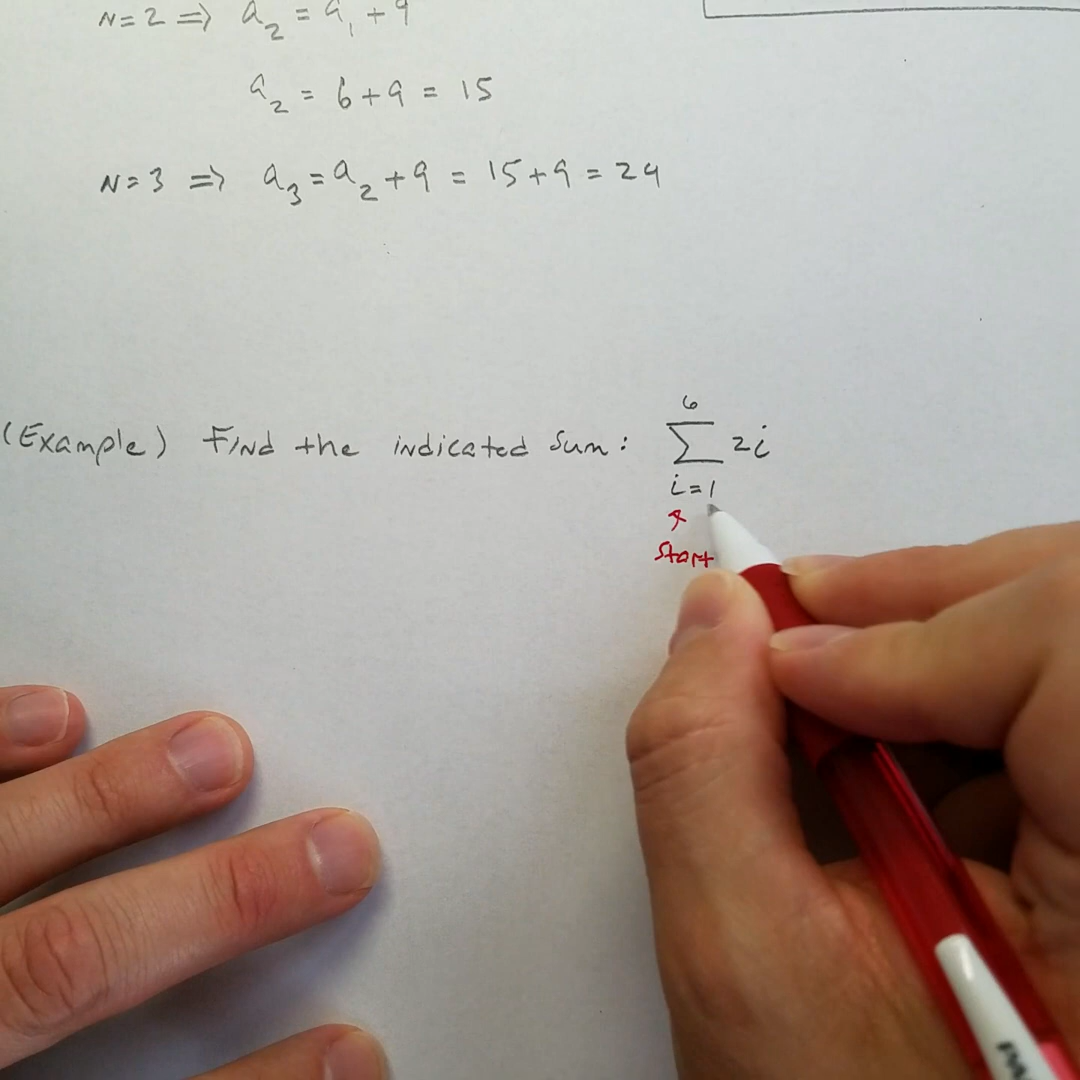 N=2 => a₂ = a₁ + 9
a₂ = 6+9 = 15
N=3 => a₃ = a₂ + 9 = 15+9 = 24
6
(Example) Find the indicated sum: Σ 2i
i=1
↗
Start